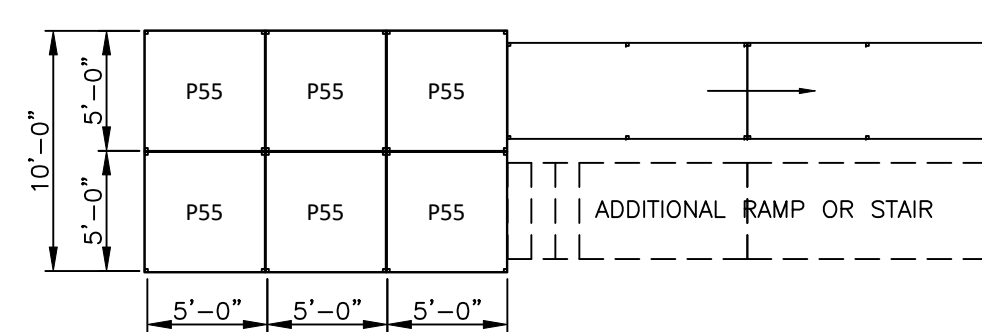 10'-0"
5'-0"
5'-0"
P55 P55 P55
P55 P55 P55
ADDITIONAL RAMP OR STAIR
5'-0" 5'-0" 5'-0"